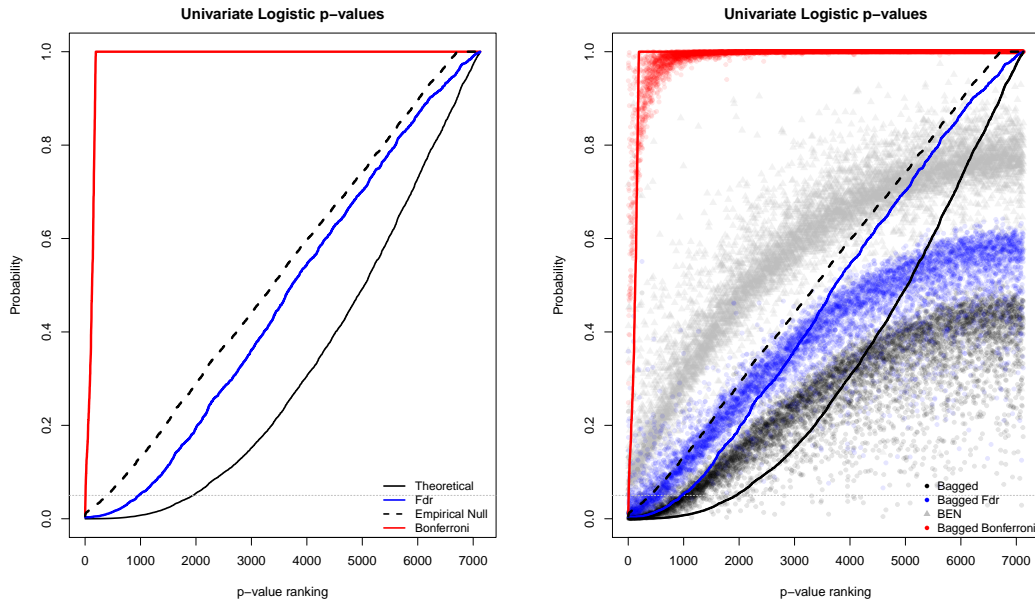 Univariate Logistic p−values
Probability
0.0
0.2
0.4
0.6
0.8
1.0
0
1000
2000
3000
4000
5000
6000
7000
p−value ranking
Theoretical
Fdr
Empirical Null
Bonferroni
Univariate Logistic p−values
Probability
0.0
0.2
0.4
0.6
0.8
1.0
0
1000
2000
3000
4000
5000
6000
7000
p−value ranking
Bagged
Bagged Fdr
BEN
Bagged Bonferroni